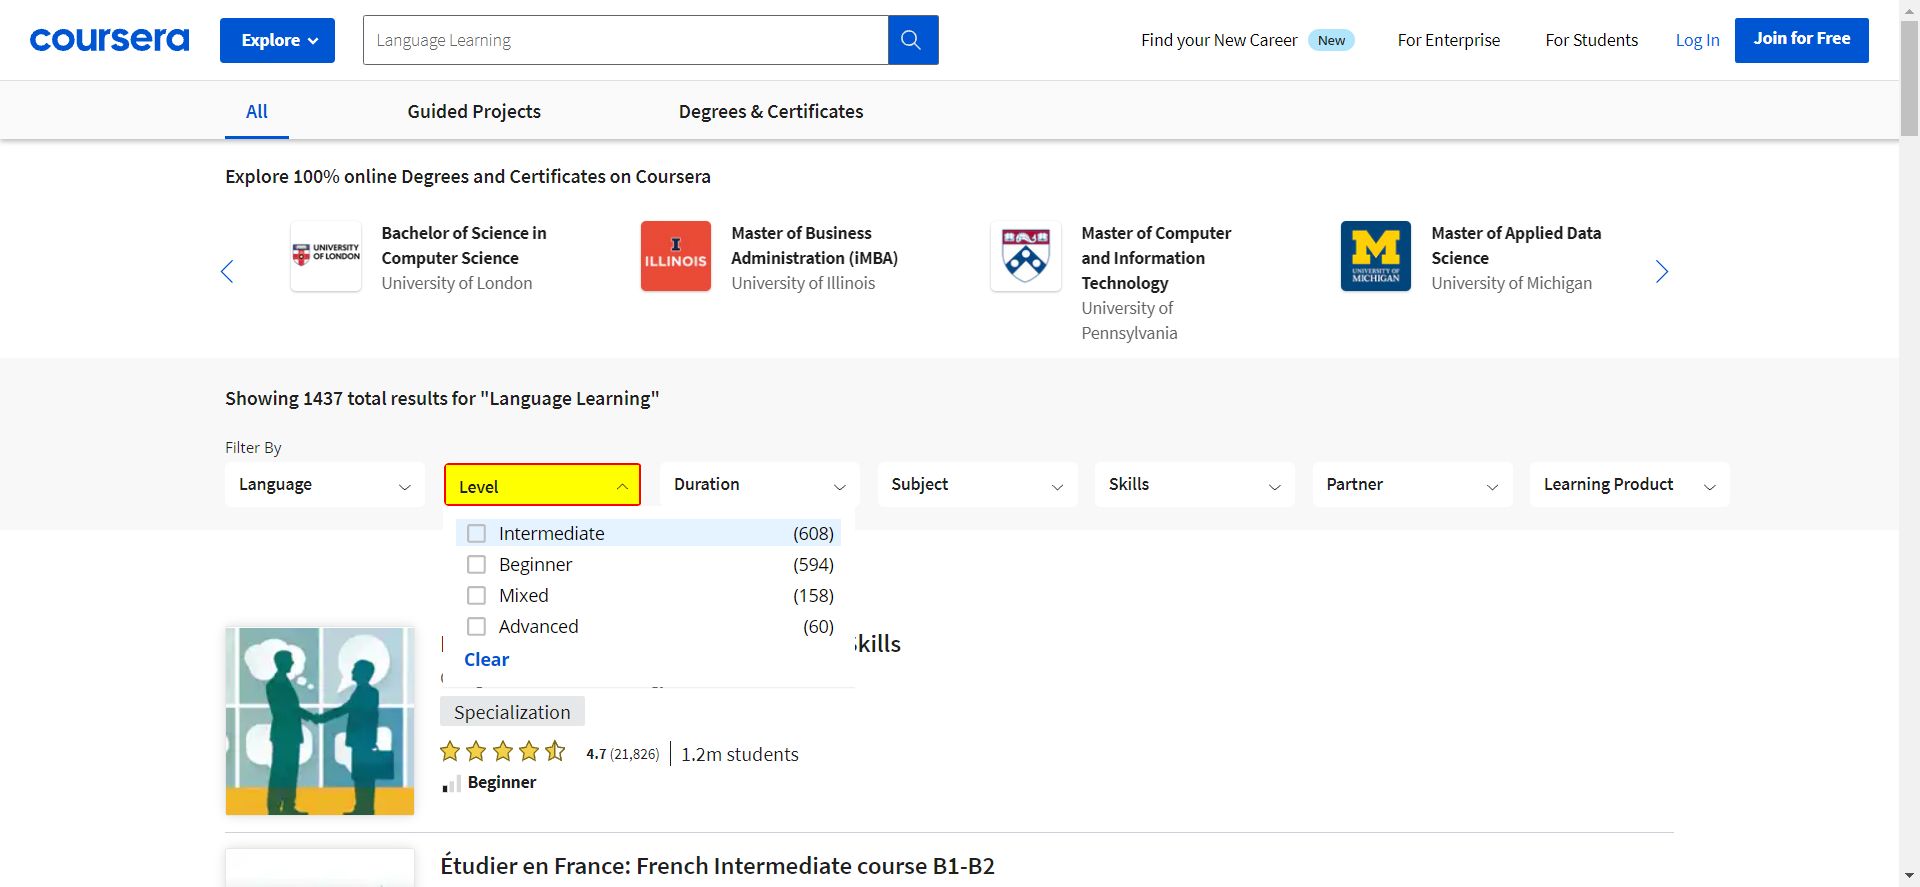 coursera
Explore
Language Learning
Find your New Career
New
For Enterprise
For Students
Log In
Join for Free
All
Guided Projects
Degrees & Certificates
Explore 100% online Degrees and Certificates on Coursera
UNIVERSITY
OF LONDON
Bachelor of Science in
Computer Science
University of London
I
ILLINOIS
Master of Business
Administration (iMBA)
University of Illinois
Master of Computer
and Information
Technology
University of
Pennsylvania
M
UNIVERSITY OF
MICHIGAN
Master of Applied Data
Science
University of Michigan
Showing 1437 total results for "Language Learning"
Filter By
Language
Level
Duration
Subject
Skills
Partner
Learning Product
Intermediate (608)
Beginner (594)
Mixed (158)
Advanced (60)
Clear
Skills
Specialization
4.7 (21,826) 1.2m students
Beginner
Étudier en France: French Intermediate course B1-B2